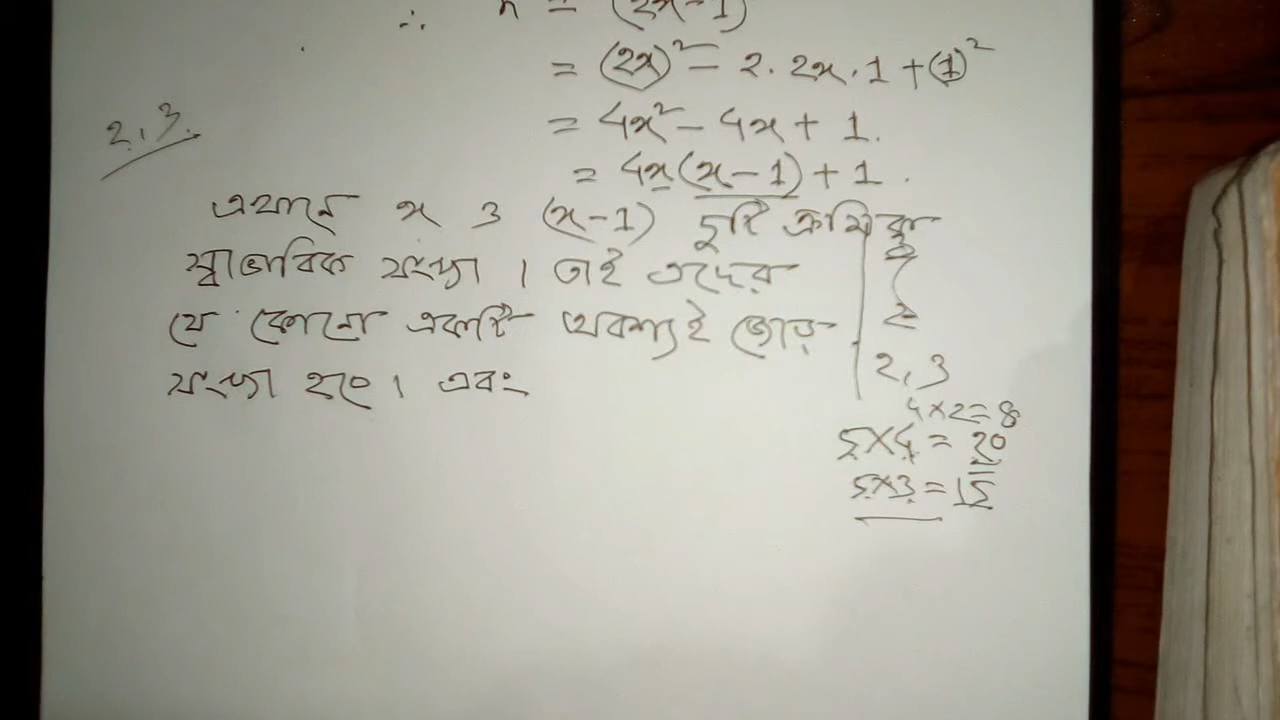 ∴ n = (2x-1)²
= (2x)² - 2.2x.1 + (1)²
= 4x² - 4x + 1.
2,3.
= 4x(x-1) + 1.
এখানে x ও (x-1) দুটি ক্রমিক
স্বাভাবিক সংখ্যা। তাই এদের
যে কোনো একটি অবশ্যই জোড়
সংখ্যা হবে। এবং
2, 3
4×2=8
5×4 = 20
5×3 = 15